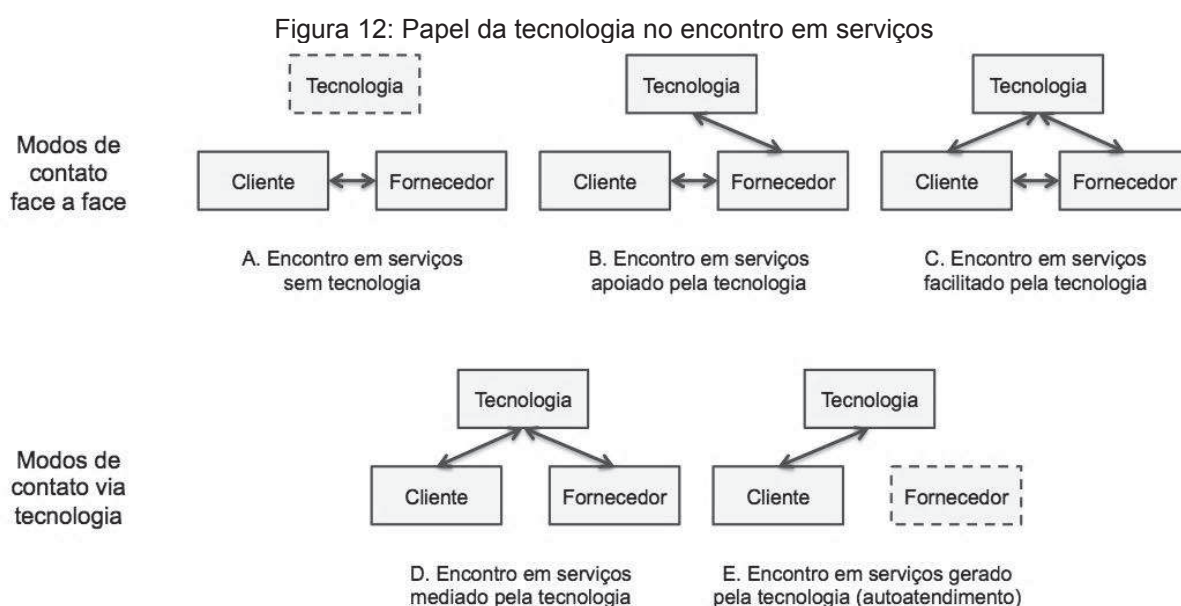 Figura 12: Papel da tecnologia no encontro em serviços
Modos de
contato
face a face
Tecnologia
Cliente
Fornecedor
A. Encontro em serviços
sem tecnologia
Tecnologia
Cliente
Fornecedor
B. Encontro em serviços
apoiado pela tecnologia
Tecnologia
Cliente
Fornecedor
C. Encontro em serviços
facilitado pela tecnologia
Modos de
contato via
tecnologia
Tecnologia
Cliente
Fornecedor
D. Encontro em serviços
mediado pela tecnologia
Tecnologia
Cliente
Fornecedor
E. Encontro em serviços gerado
pela tecnologia (autoatendimento)